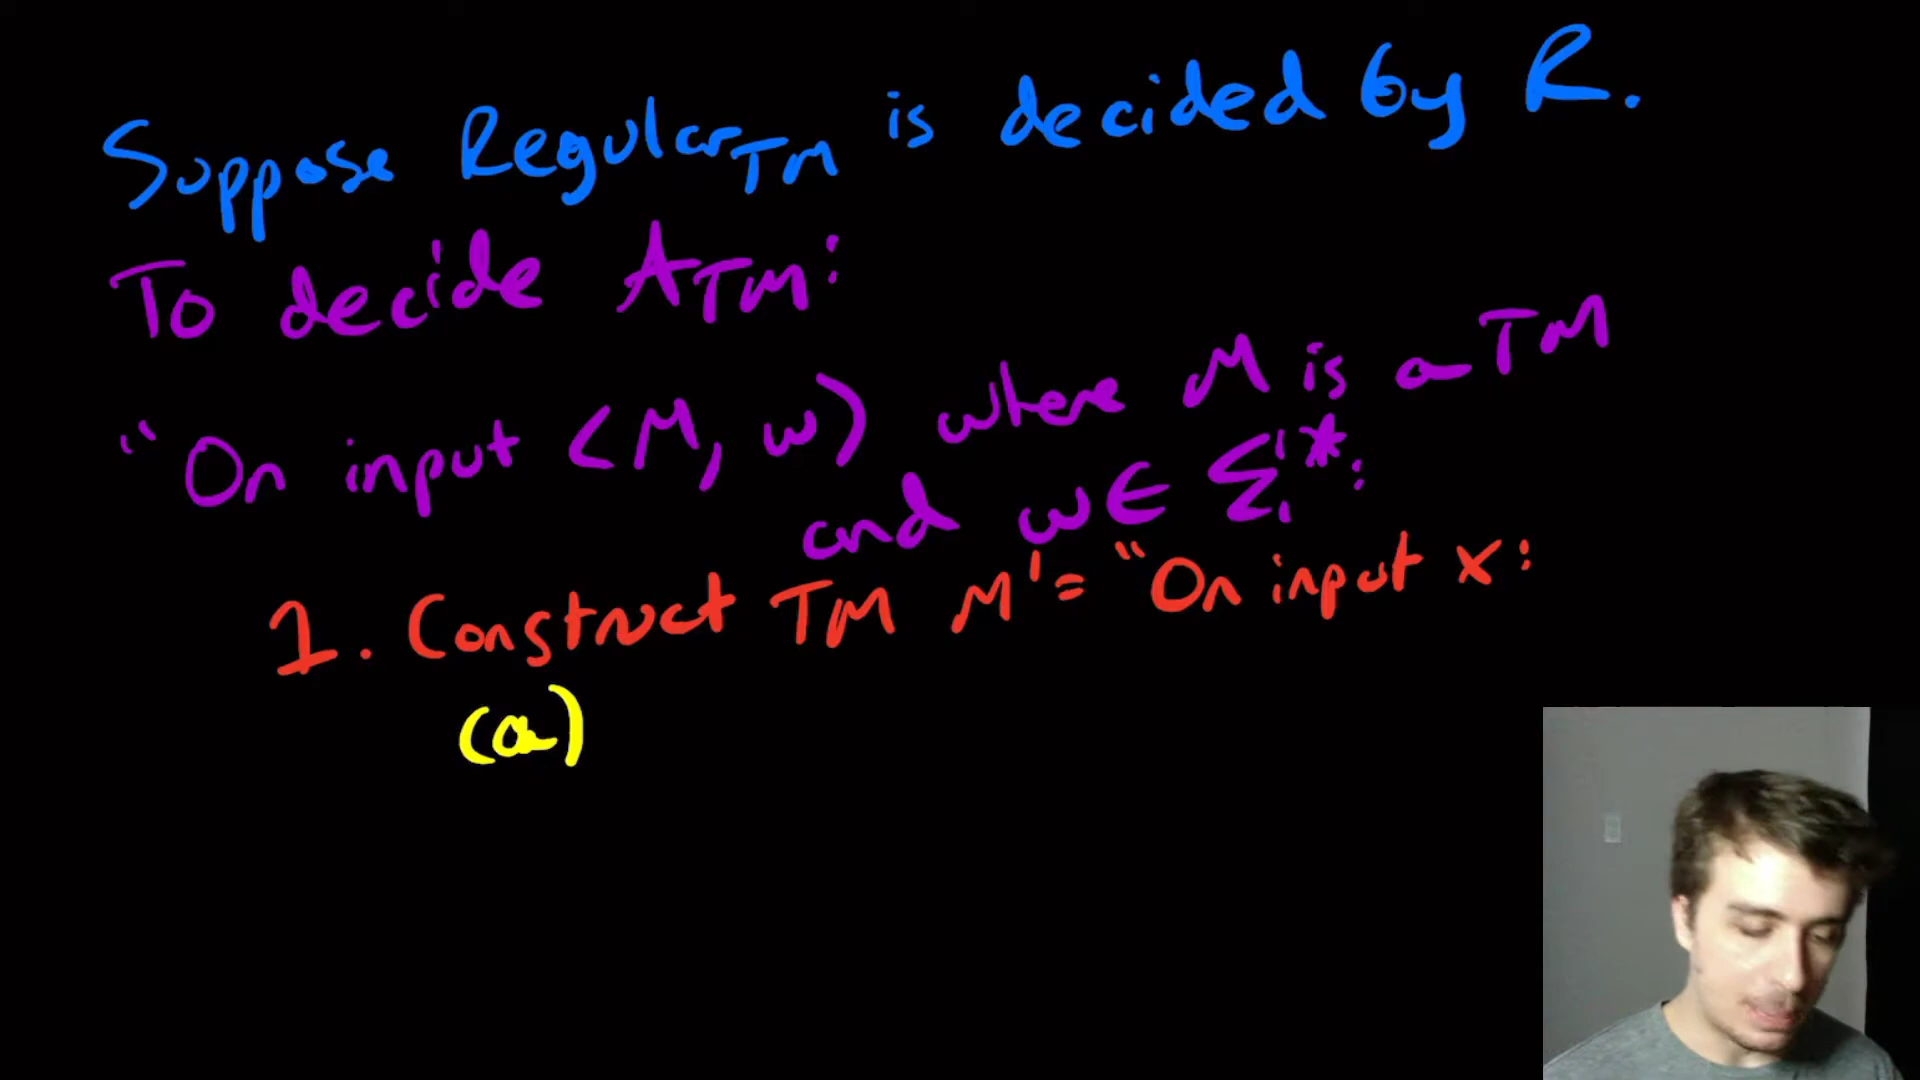 Suppose Regular_TM is decided by R.
To decide A_TM:
"On input <M, w> where M is a TM
and w ∈ Σ*:
1. Construct TM M' = "On input x:
(a)